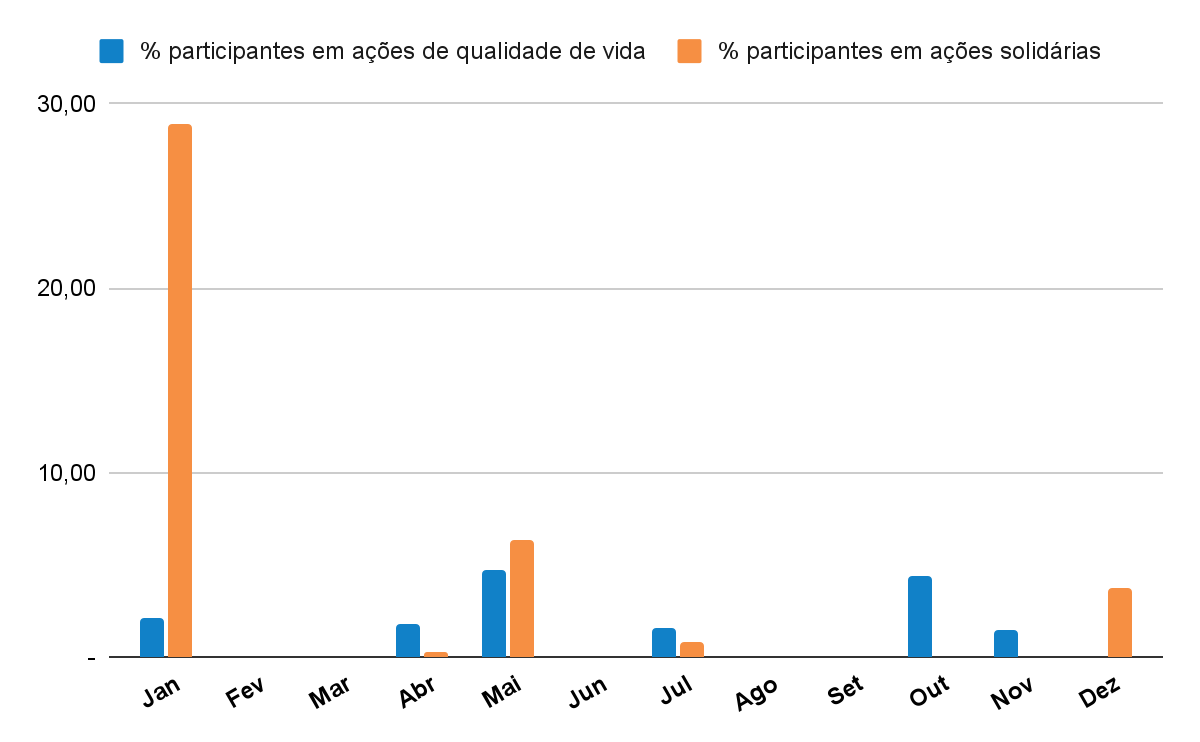 % participantes em ações de qualidade de vida % participantes em ações solidárias
30,00
20,00
10,00
-
Jan Fev Mar Abr Mai Jun Jul Ago Set Out Nov Dez